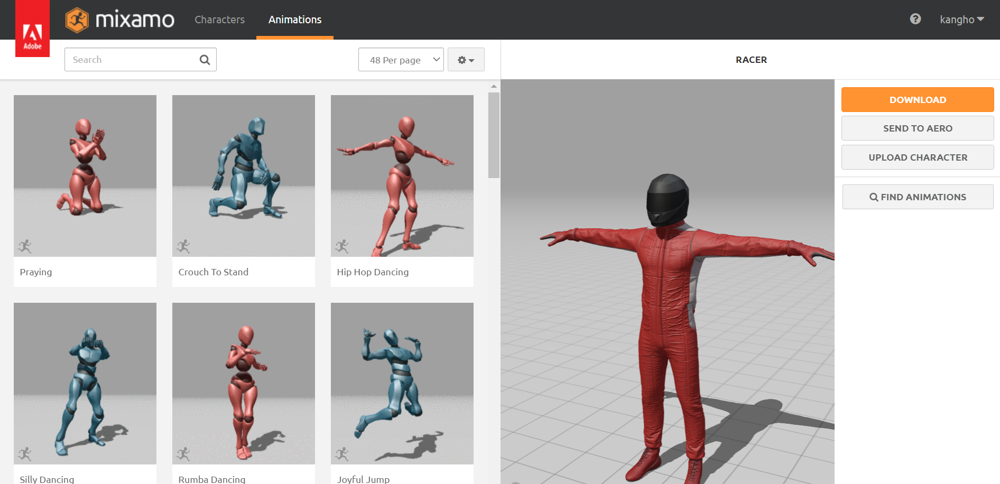 Adobe
mixamo
Characters
Animations
kangho
Search
48 Per page
RACER
DOWNLOAD
SEND TO AERO
UPLOAD CHARACTER
FIND ANIMATIONS
Praying
Crouch To Stand
Hip Hop Dancing
Silly Dancing
Rumba Dancing
Joyful Jump